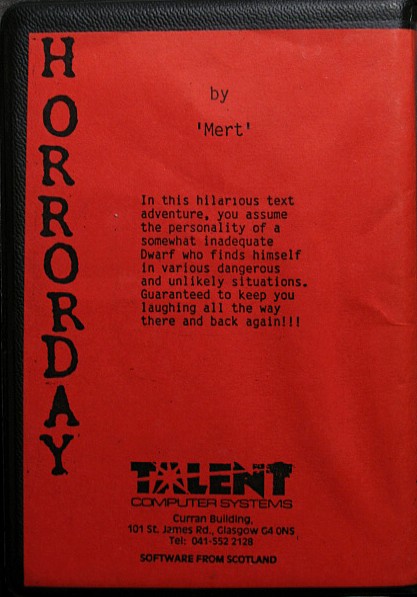 HORRORDAY
by
'Mert'
In this hilarious text
adventure, you assume
the personality of a
somewhat inadequate
Dwarf who finds himself
in various dangerous
and unlikely situations.
Guaranteed to keep you
laughing all the way
there and back again!!!
TALENT
COMPUTER SYSTEMS
Curran Building,
101 St. James Rd., Glasgow G4 0NS
Tel: 041-552 2128
SOFTWARE FROM SCOTLAND